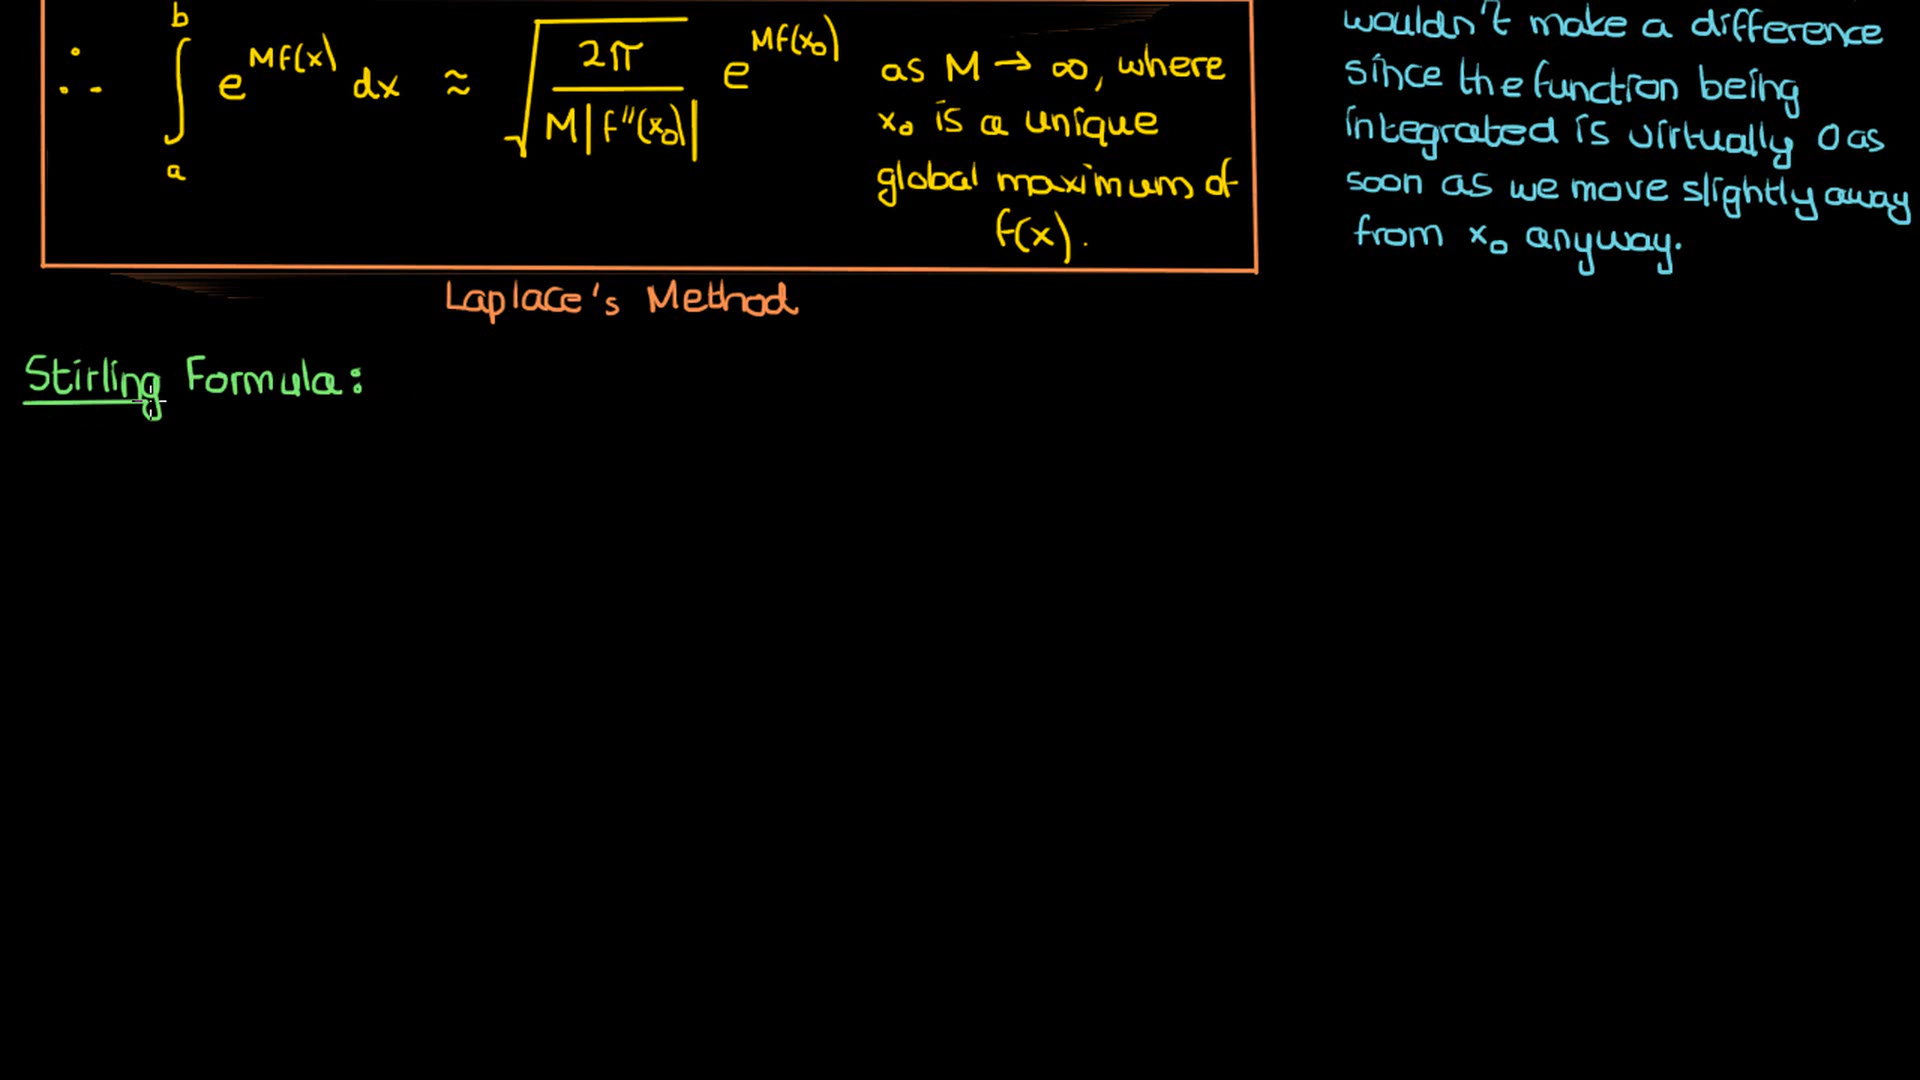 ∴ ∫ₐᵇ e^{Mf(x)} dx ≈ √(2π / M|f''(x₀)|) e^{Mf(x₀)} as M → ∞, where
x₀ is a unique
global maximum of
f(x).
Laplace's Method
wouldn't make a difference
since the function being
integrated is virtually 0 as
soon as we move slightly away
from x₀ anyway.
Stirling Formula: